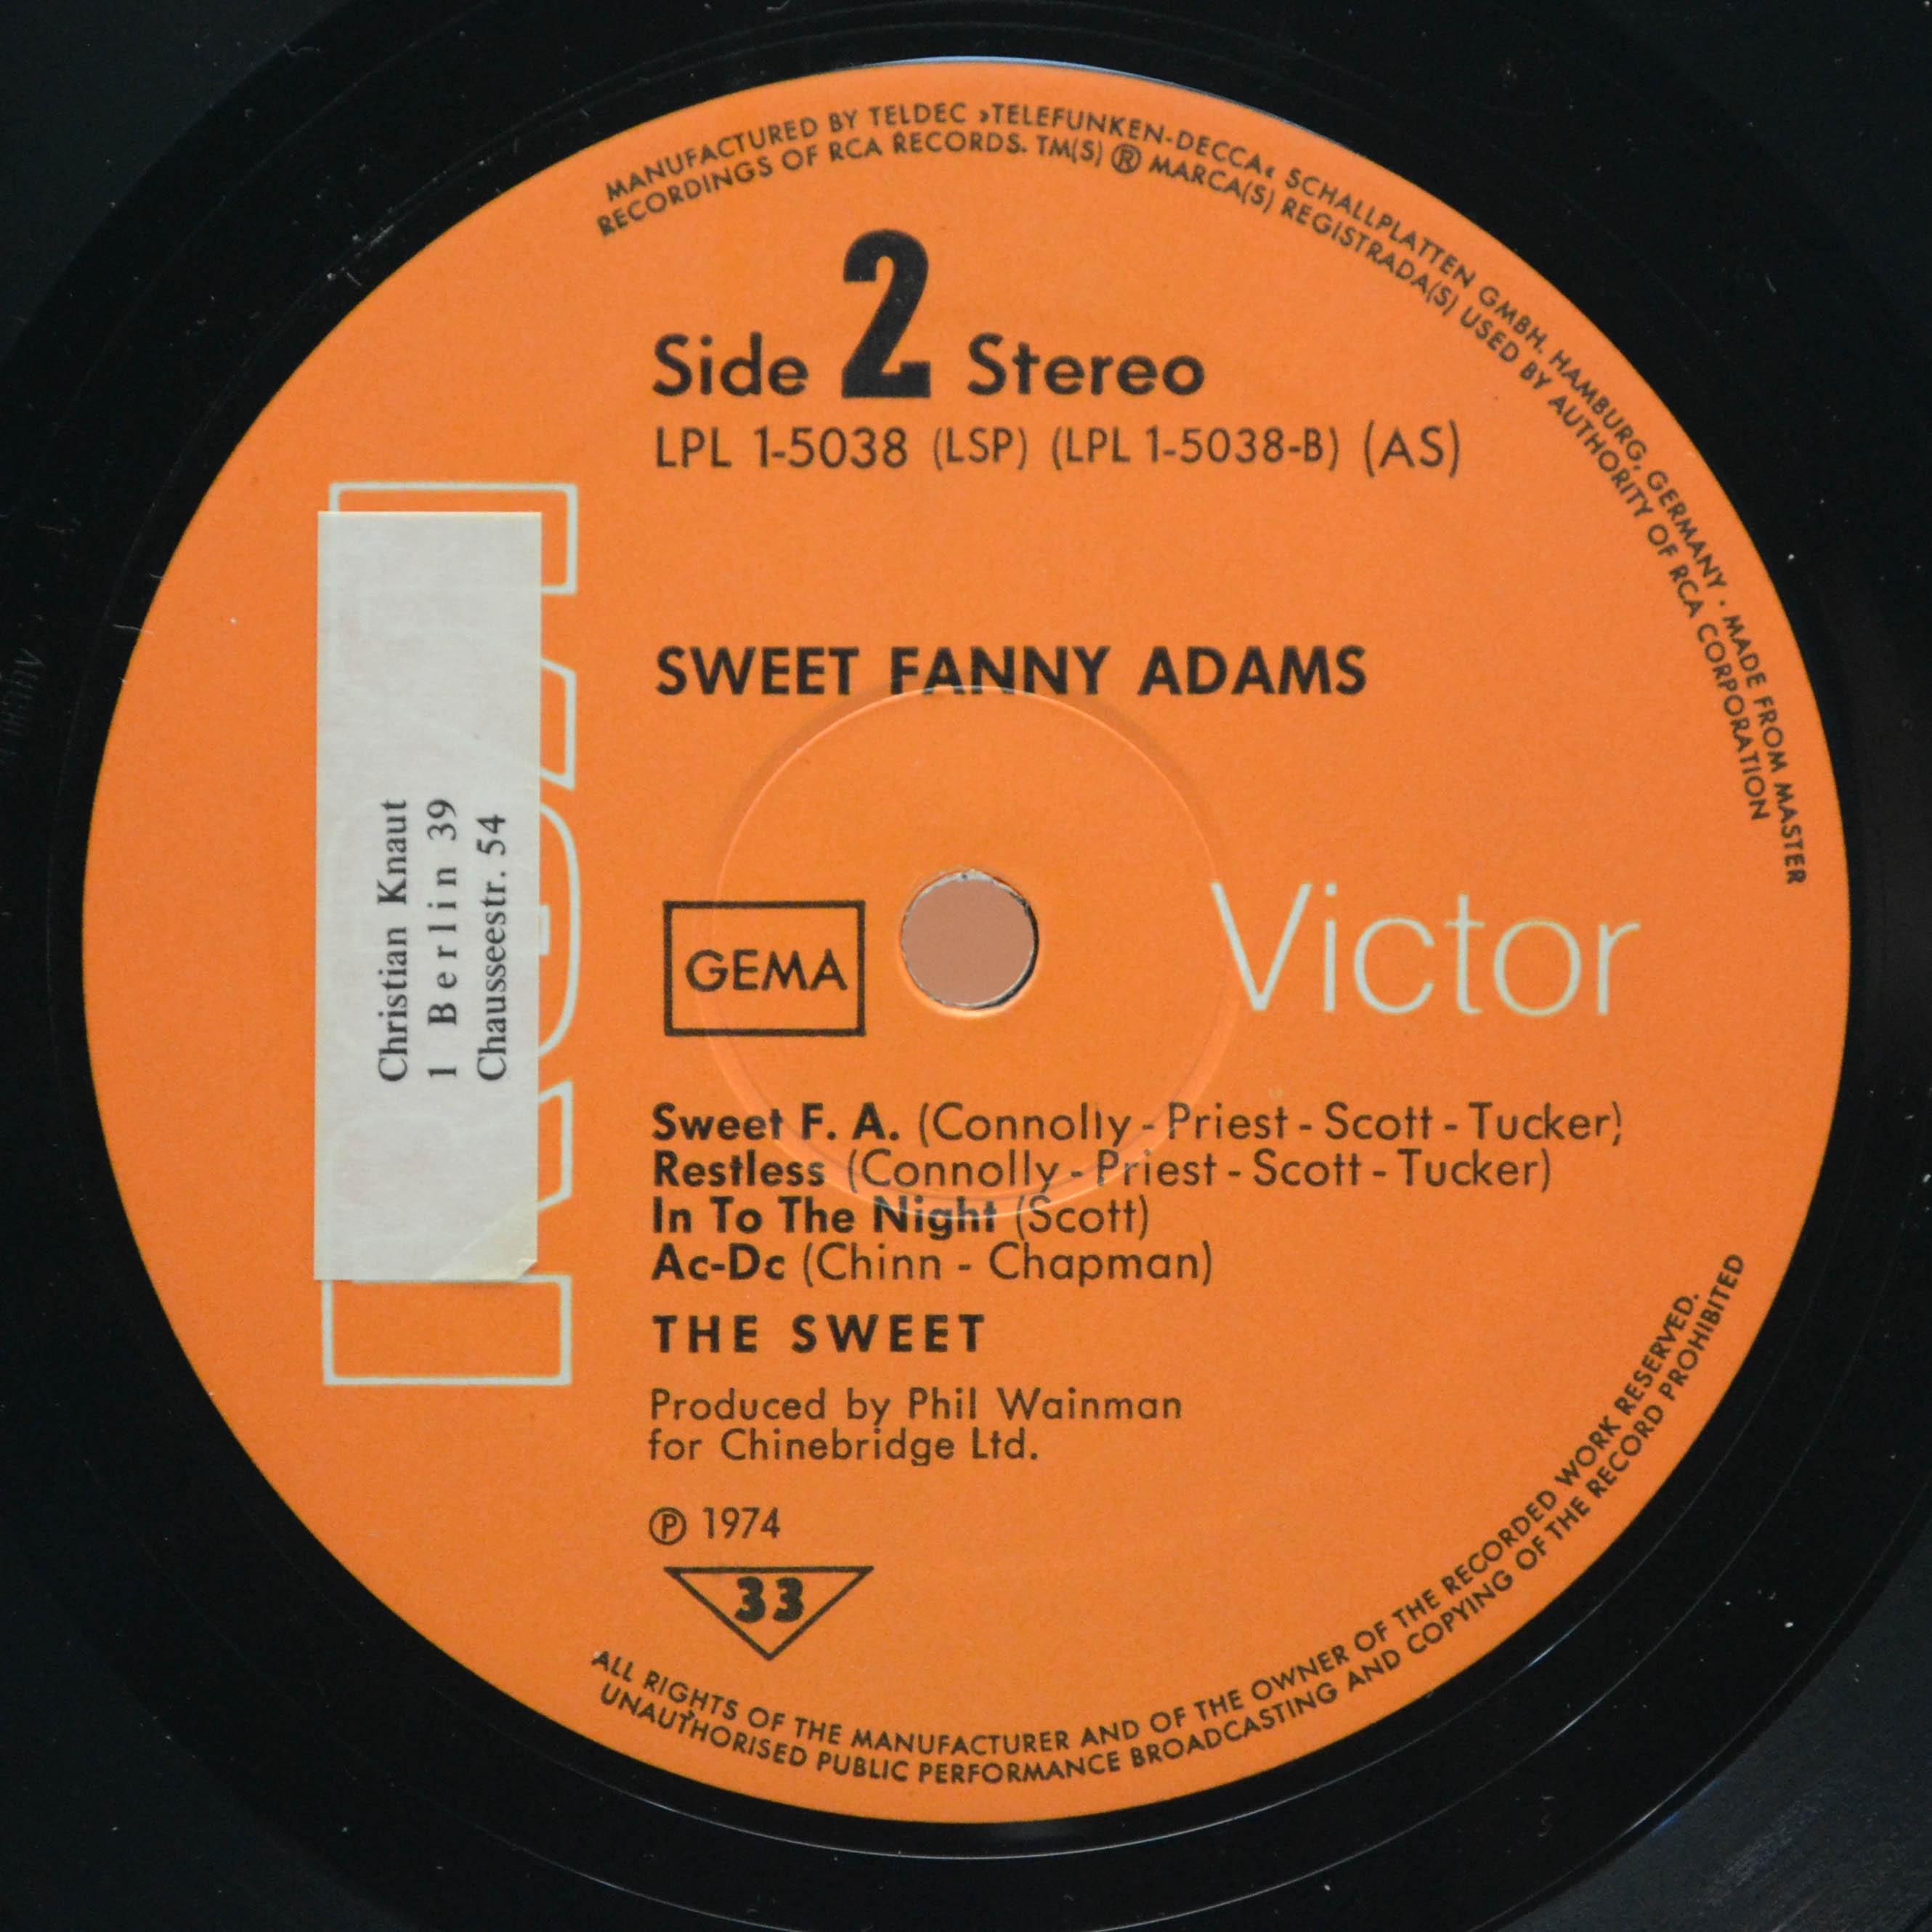 MANUFACTURED BY TELDEC »TELEFUNKEN-DECCA« SCHALLPLATTEN GMBH. HAMBURG, GERMANY · MADE FROM MASTER
RECORDINGS OF RCA RECORDS. TM(S) ® MARCA(S) REGISTRADA(S) USED BY AUTHORITY OF RCA CORPORATION
Side 2 Stereo
LPL 1-5038 (LSP) (LPL 1-5038-B) (AS)
SWEET FANNY ADAMS
Christian Knaut
1 Berlin 39
Chausseestr. 54
GEMA
Victor
Sweet F. A. (Connolly - Priest - Scott - Tucker)
Restless (Connolly - Priest - Scott - Tucker)
In To The Night (Scott)
Ac-Dc (Chinn - Chapman)
THE SWEET
Produced by Phil Wainman
for Chinebridge Ltd.
℗ 1974
33
ALL RIGHTS OF THE MANUFACTURER AND OF THE OWNER OF THE RECORDED WORK RESERVED.
UNAUTHORISED PUBLIC PERFORMANCE BROADCASTING AND COPYING OF THE RECORD PROHIBITED